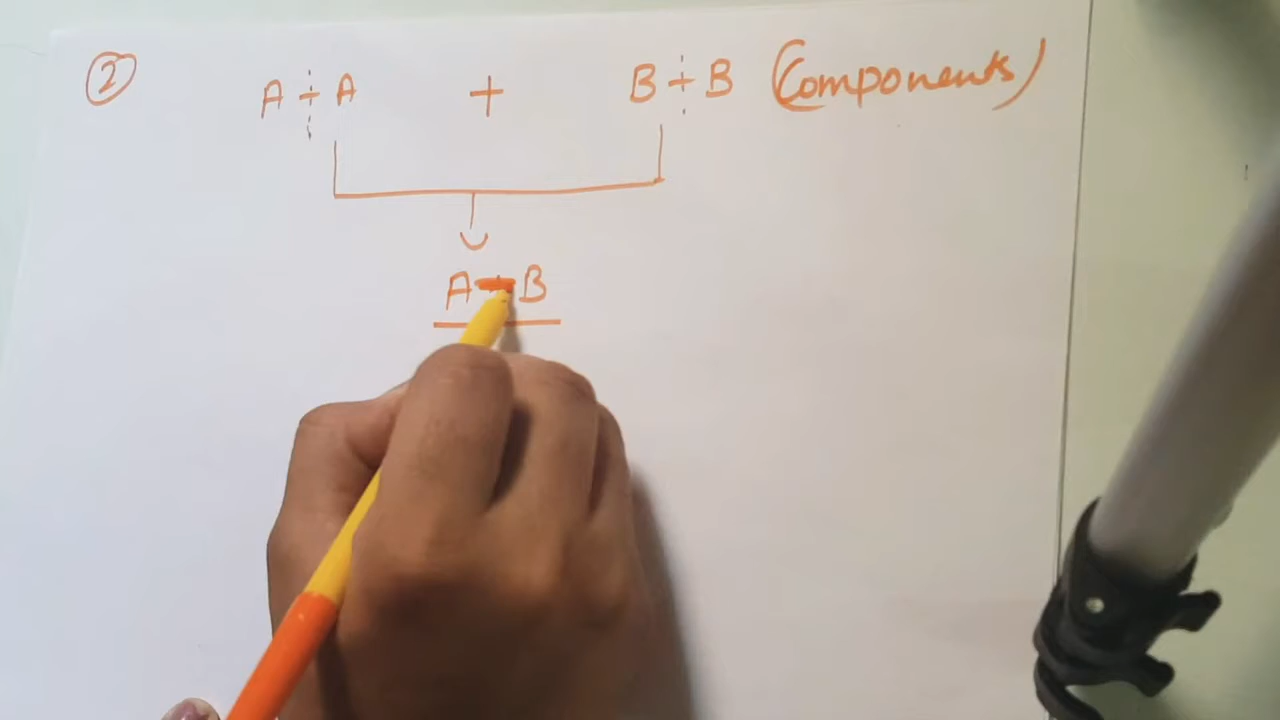 ② A + A + B + B (Components)
A - B